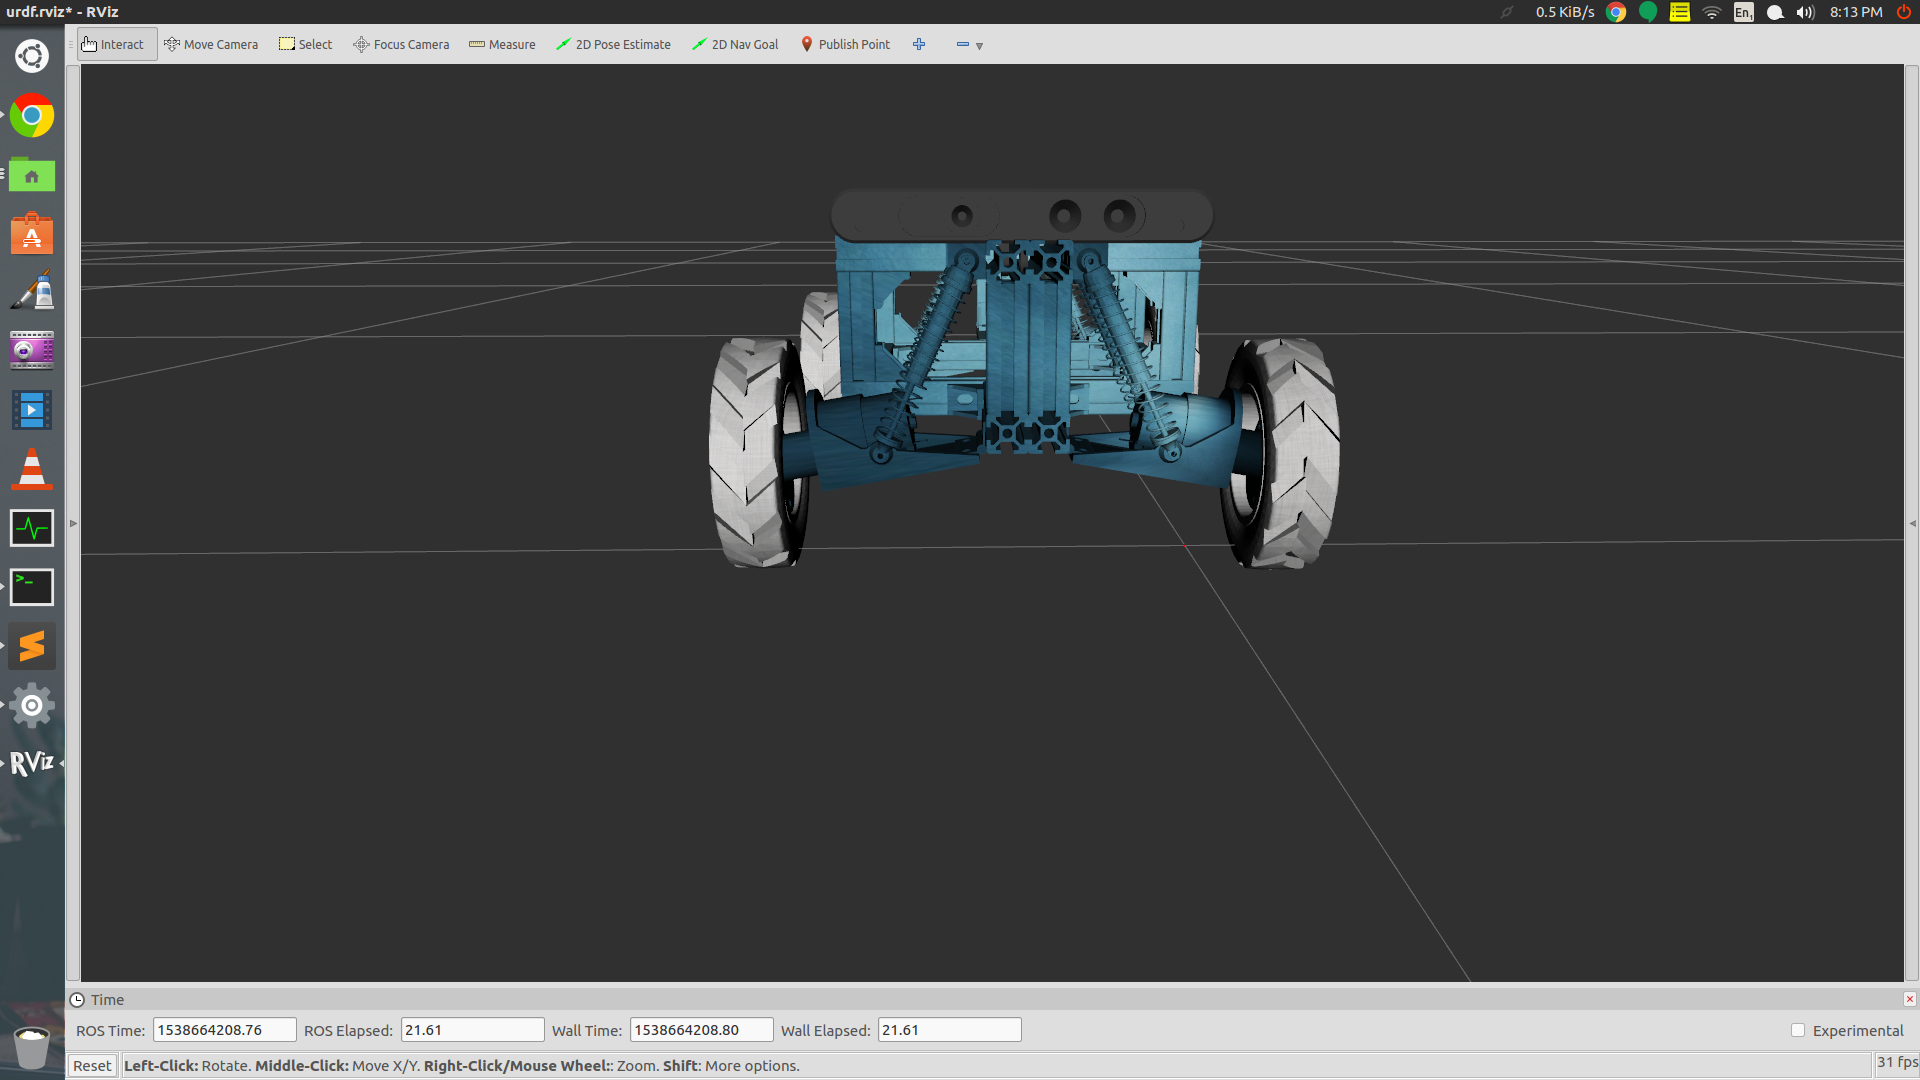 urdf.rviz* - RViz
0.5 KiB/s En1 8:13 PM
Interact Move Camera Select Focus Camera Measure 2D Pose Estimate 2D Nav Goal Publish Point
A
>_
RViz
Time
ROS Time: 1538664208.76 ROS Elapsed: 21.61 Wall Time: 1538664208.80 Wall Elapsed: 21.61 Experimental
Reset Left-Click: Rotate. Middle-Click: Move X/Y. Right-Click/Mouse Wheel:: Zoom. Shift: More options. 31 fps